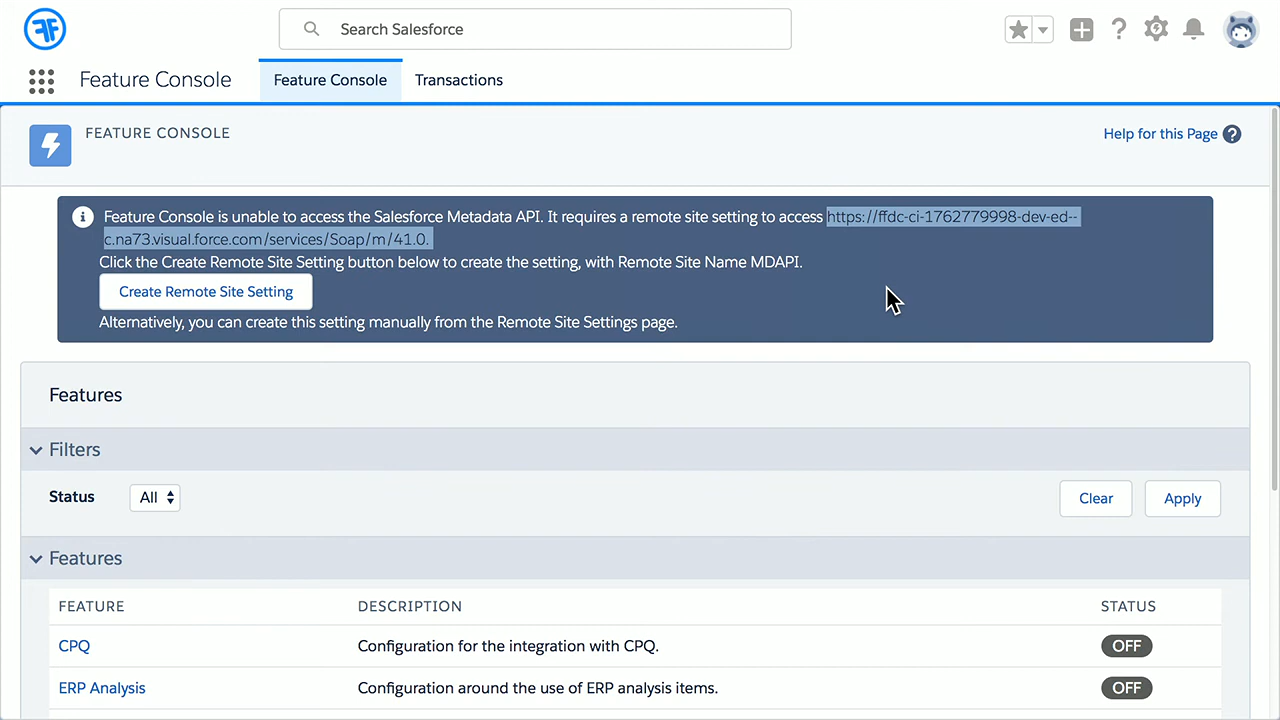 Search Salesforce
Feature Console
Feature Console
Transactions
FEATURE CONSOLE
Help for this Page
Feature Console is unable to access the Salesforce Metadata API. It requires a remote site setting to access https://ffdc-ci-1762779998-dev-ed--
c.na73.visual.force.com/services/Soap/m/41.0.
Click the Create Remote Site Setting button below to create the setting, with Remote Site Name MDAPI.
Create Remote Site Setting
Alternatively, you can create this setting manually from the Remote Site Settings page.
Features
Filters
Status All
Clear Apply
Features
FEATURE DESCRIPTION STATUS
CPQ Configuration for the integration with CPQ. OFF
ERP Analysis Configuration around the use of ERP analysis items. OFF